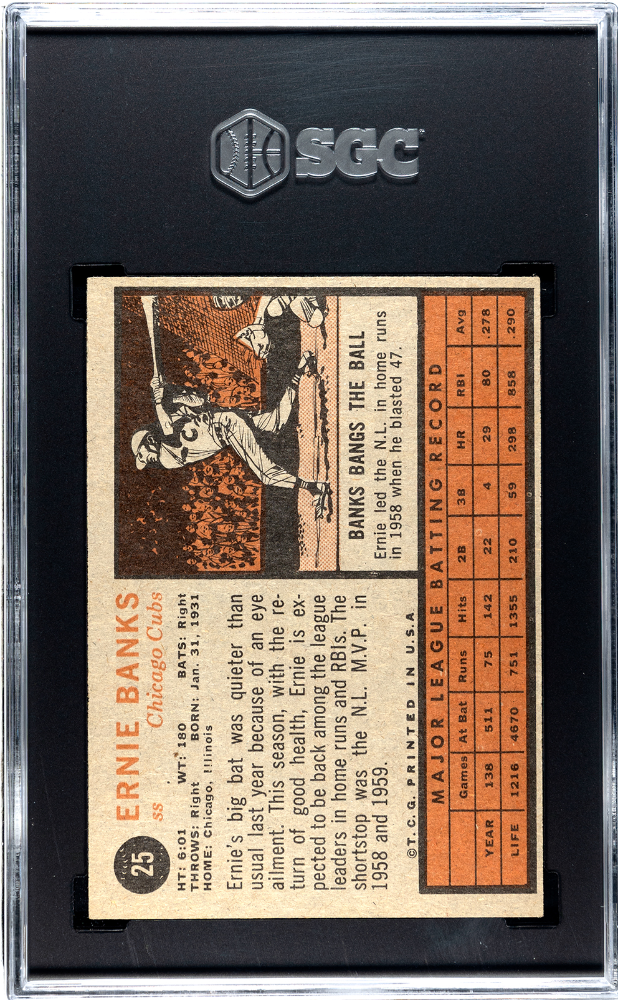 SGC
25
ERNIE BANKS
ss Chicago Cubs
HT: 6:01 WT: 180 BATS: Right
THROWS: Right BORN: Jan. 31, 1931
HOME: Chicago, Illinois
Ernie's big bat was quieter than
usual last year because of an eye
ailment. This season, with the re-
turn of good health, Ernie is ex-
pected to be back among the league
leaders in home runs and RBIs. The
shortstop was the N.L. M.V.P. in
1958 and 1959.
BANKS BANGS THE BALL
Ernie led the N.L. in home runs
in 1958 when he blasted 47.
©T.C.G. PRINTED IN U.S.A
MAJOR LEAGUE BATTING RECORD
Games At Bat Runs Hits 2B 3B HR RBI Avg
YEAR 138 511 75 142 22 4 29 80 .278
LIFE 1216 4670 751 1355 210 59 298 858 .290